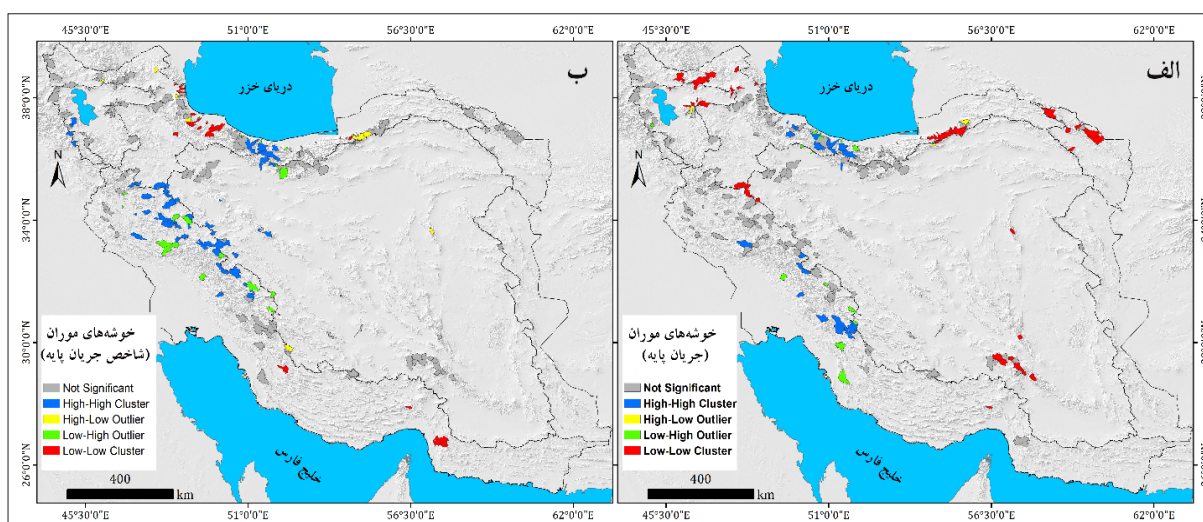 45°30'0"E 51°0'0"E 56°30'0"E 62°0'0"E
45°30'0"E 51°0'0"E 56°30'0"E 62°0'0"E
الف
دریای خزر
خلیج فارس
N
خوشه‌های موران
(جریان پایه)
Not Significant
High-High Cluster
High-Low Outlier
Low-High Outlier
Low-Low Cluster
400
km
45°30'0"E 51°0'0"E 56°30'0"E 62°0'0"E
ب
دریای خزر
خلیج فارس
38°0'0"N
34°0'0"N
30°0'0"N
26°0'0"N
N
خوشه‌های موران
(شاخص جریان پایه)
Not Significant
High-High Cluster
High-Low Outlier
Low-High Outlier
Low-Low Cluster
400
km
45°30'0"E 51°0'0"E 56°30'0"E 62°0'0"E